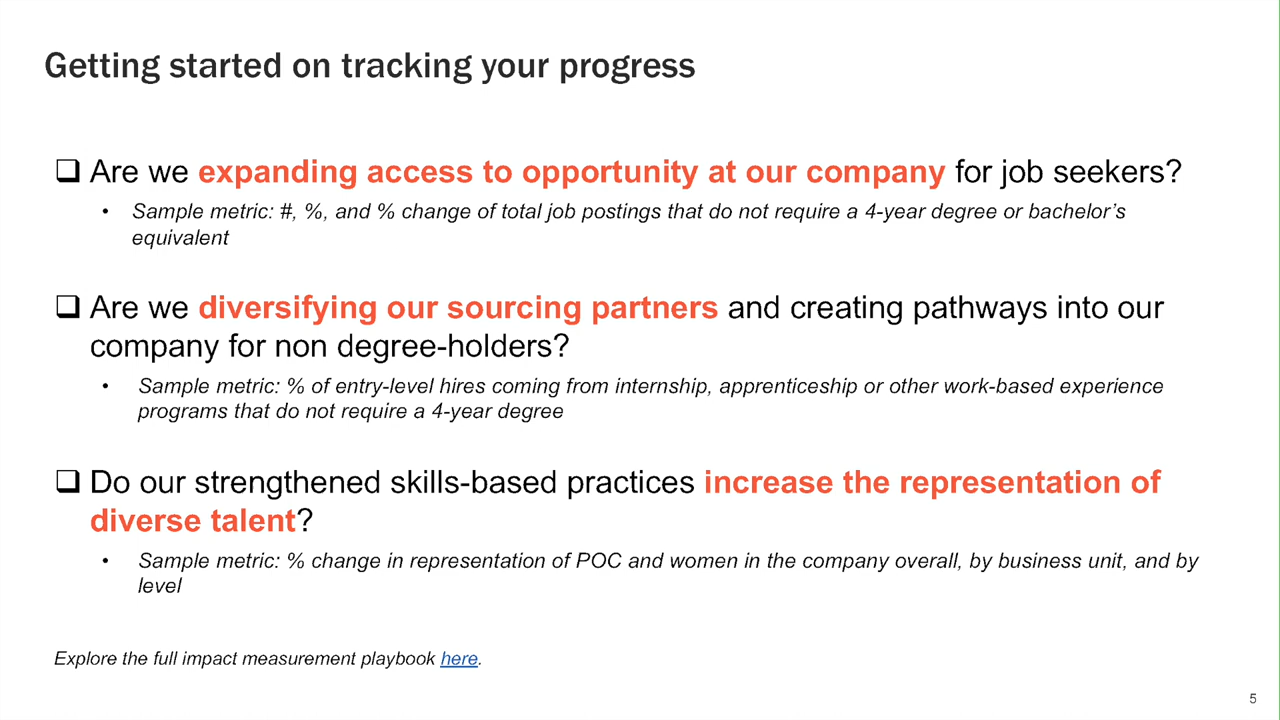 Getting started on tracking your progress
❑ Are we expanding access to opportunity at our company for job seekers?
• Sample metric: #, %, and % change of total job postings that do not require a 4-year degree or bachelor’s
equivalent
❑ Are we diversifying our sourcing partners and creating pathways into our
company for non degree-holders?
• Sample metric: % of entry-level hires coming from internship, apprenticeship or other work-based experience
programs that do not require a 4-year degree
❑ Do our strengthened skills-based practices increase the representation of
diverse talent?
• Sample metric: % change in representation of POC and women in the company overall, by business unit, and by
level
Explore the full impact measurement playbook here.
5